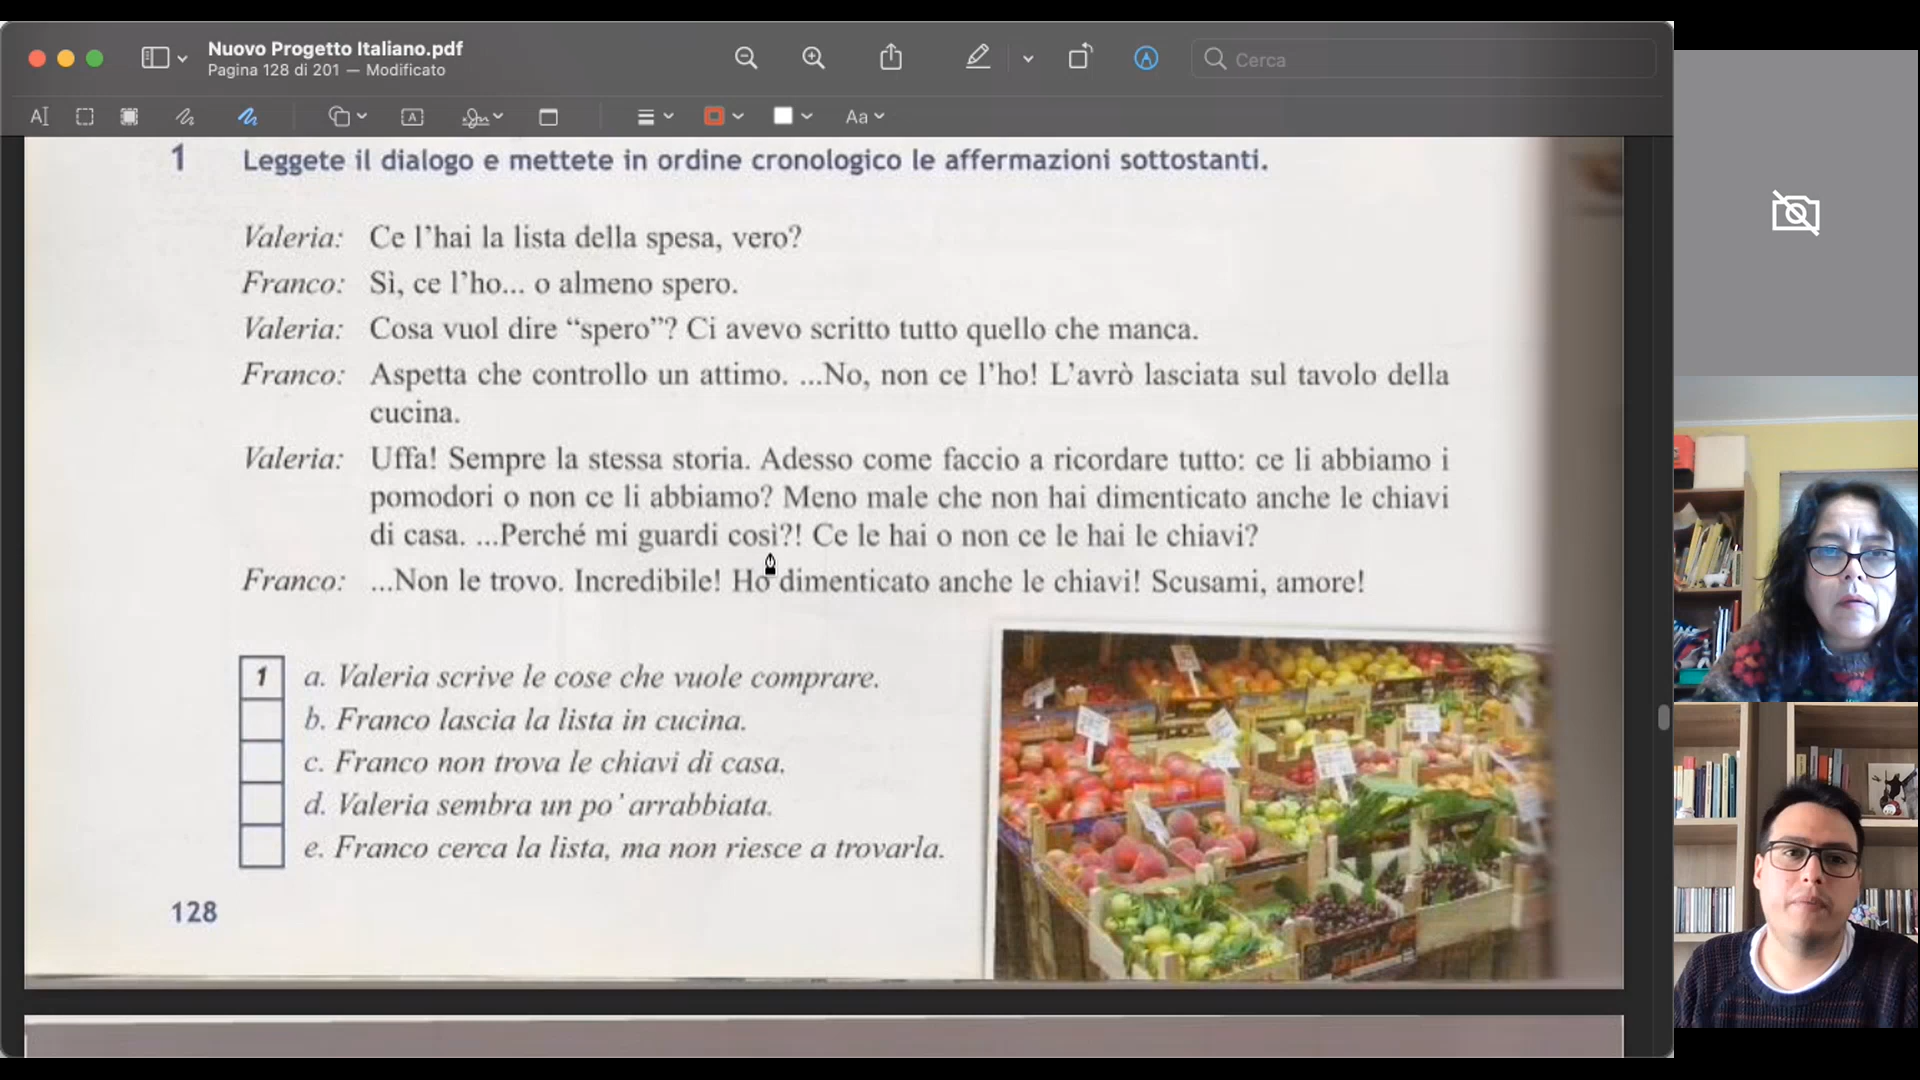 Nuovo Progetto Italiano.pdf
Pagina 128 di 201 — Modificato
Cerca
Aa
1 Leggete il dialogo e mettete in ordine cronologico le affermazioni sottostanti.
Valeria: Ce l'hai la lista della spesa, vero?
Franco: Sì, ce l'ho... o almeno spero.
Valeria: Cosa vuol dire “spero”? Ci avevo scritto tutto quello che manca.
Franco: Aspetta che controllo un attimo. ...No, non ce l'ho! L'avrò lasciata sul tavolo della
cucina.
Valeria: Uffa! Sempre la stessa storia. Adesso come faccio a ricordare tutto: ce li abbiamo i
pomodori o non ce li abbiamo? Meno male che non hai dimenticato anche le chiavi
di casa. ...Perché mi guardi così?! Ce le hai o non ce le hai le chiavi?
Franco: ...Non le trovo. Incredibile! Ho dimenticato anche le chiavi! Scusami, amore!
1 a. Valeria scrive le cose che vuole comprare.
b. Franco lascia la lista in cucina.
c. Franco non trova le chiavi di casa.
d. Valeria sembra un po' arrabbiata.
e. Franco cerca la lista, ma non riesce a trovarla.
128